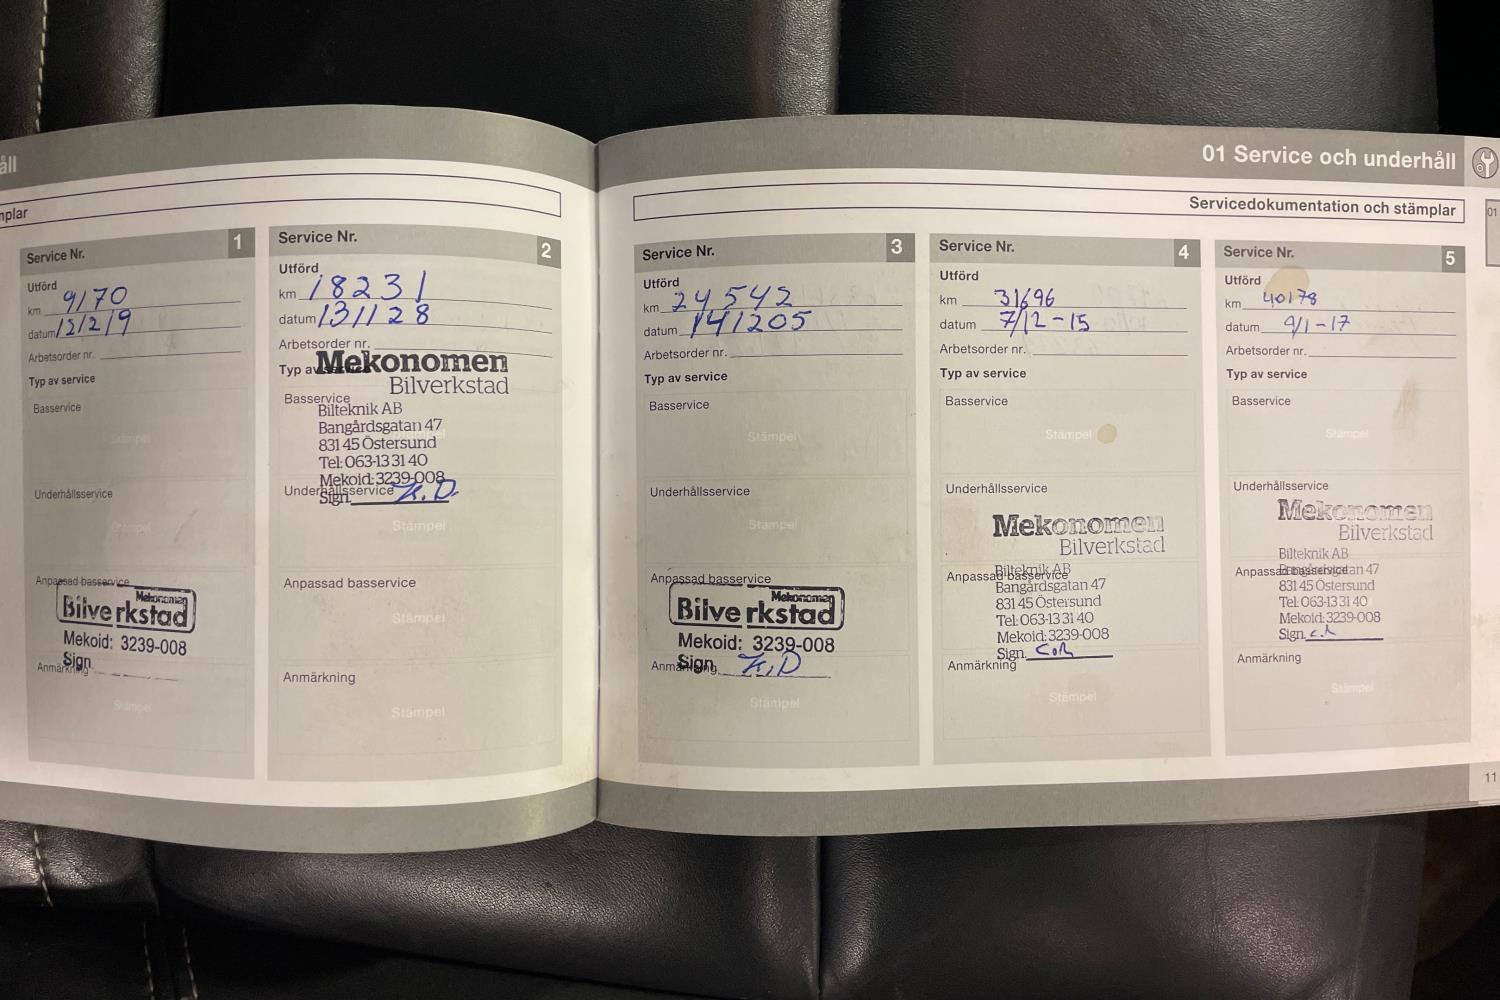 åll
mplar
Service Nr. 1
Utförd
km 9170
datum 121219
Arbetsorder nr.
Typ av service
Basservice
Stämpel
Underhållsservice
Stämpel
Anpassad basservice
Mekonomen
Bilverkstad
Mekoid: 3239-008
Sign
Anmärkning
Stämpel
Service Nr. 2
Utförd
km 18231
datum 131128
Arbetsorder nr.
Typ av service
Mekonomen
Bilverkstad
Basservice
Bilteknik AB
Bangårdsgatan 47
831 45 Östersund
Tel: 063-13 31 40
Mekoid: 3239-008
Underhållsservice
Sign. K.D.
Stämpel
Anpassad basservice
Stämpel
Anmärkning
Stämpel
01 Service och underhåll
Servicedokumentation och stämplar
01
Service Nr. 3
Utförd
km 24542
datum 141205
Arbetsorder nr.
Typ av service
Basservice
Stämpel
Underhållsservice
Stämpel
Anpassad basservice
Mekonomen
Bilverkstad
Mekoid: 3239-008
Anmärkning
Sign. K.D
Stämpel
Service Nr. 4
Utförd
km 31696
datum 7/12-15
Arbetsorder nr.
Typ av service
Basservice
Stämpel
Underhållsservice
Mekonomen
Bilverkstad
Bilteknik AB
Anpassad basservice
Bangårdsgatan 47
831 45 Östersund
Tel: 063-13 31 40
Mekoid: 3239-008
Sign.
Anmärkning
Stämpel
Service Nr. 5
Utförd
km 40178
datum 9/1-17
Arbetsorder nr.
Typ av service
Basservice
Stämpel
Underhållsservice
Mekonomen
Bilverkstad
Bilteknik AB
Anpassad basservice
Bangårdsgatan 47
831 45 Östersund
Tel: 063-13 31 40
Mekoid: 3239-008
Sign.
Anmärkning
Stämpel
11